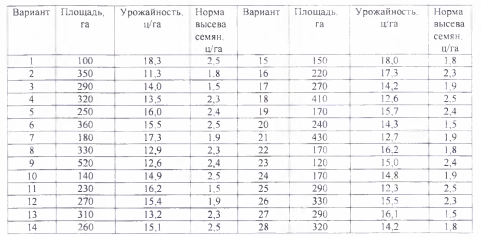 Вариант Площадь, га Урожайность, ц/га Норма высева семян, ц/га Вариант Площадь, га Урожайность, ц/га Норма высева семян, ц/га
1 100 18,3 2,5 15 150 18,0 1,8
2 350 11,3 1,8 16 220 17,3 2,3
3 290 14,0 1,5 17 270 14,2 1,9
4 320 13,5 2,3 18 410 12,6 2,5
5 250 16,0 2,4 19 170 15,7 2,4
6 360 15,5 2,5 20 240 14,3 1,5
7 180 17,3 1,9 21 430 12,7 1,9
8 330 12,9 2,3 22 170 16,2 1,8
9 520 12,6 2,4 23 120 15,0 2,4
10 140 14,9 2,5 24 170 14,8 1,9
11 230 16,2 1,5 25 290 12,3 2,5
12 270 15,4 1,9 26 330 15,5 2,3
13 310 13,2 2,3 27 290 16,1 1,5
14 260 15,1 2,5 28 320 14,2 1,8